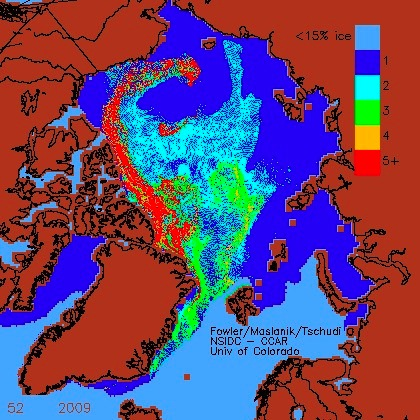 <15% ice
1
2
3
4
5+
Fowler/Maslanik/Tschudi
NSIDC - CCAR
Univ of Colorado
52 2009